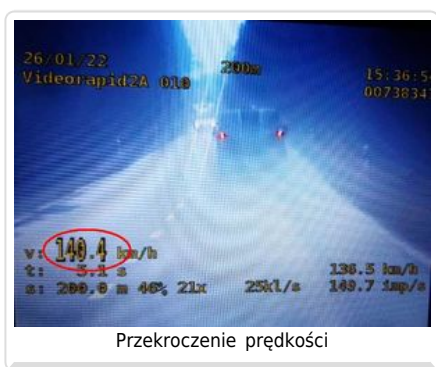 26/01/22 200m 15:36:54
Videorapid2A 010 00738347
v: 140.4 km/h
t: 5.1 s 136.5 km/h
s: 200.0 m 46% 21x 25kl/s 149.7 imp/s
Przekroczenie prędkości